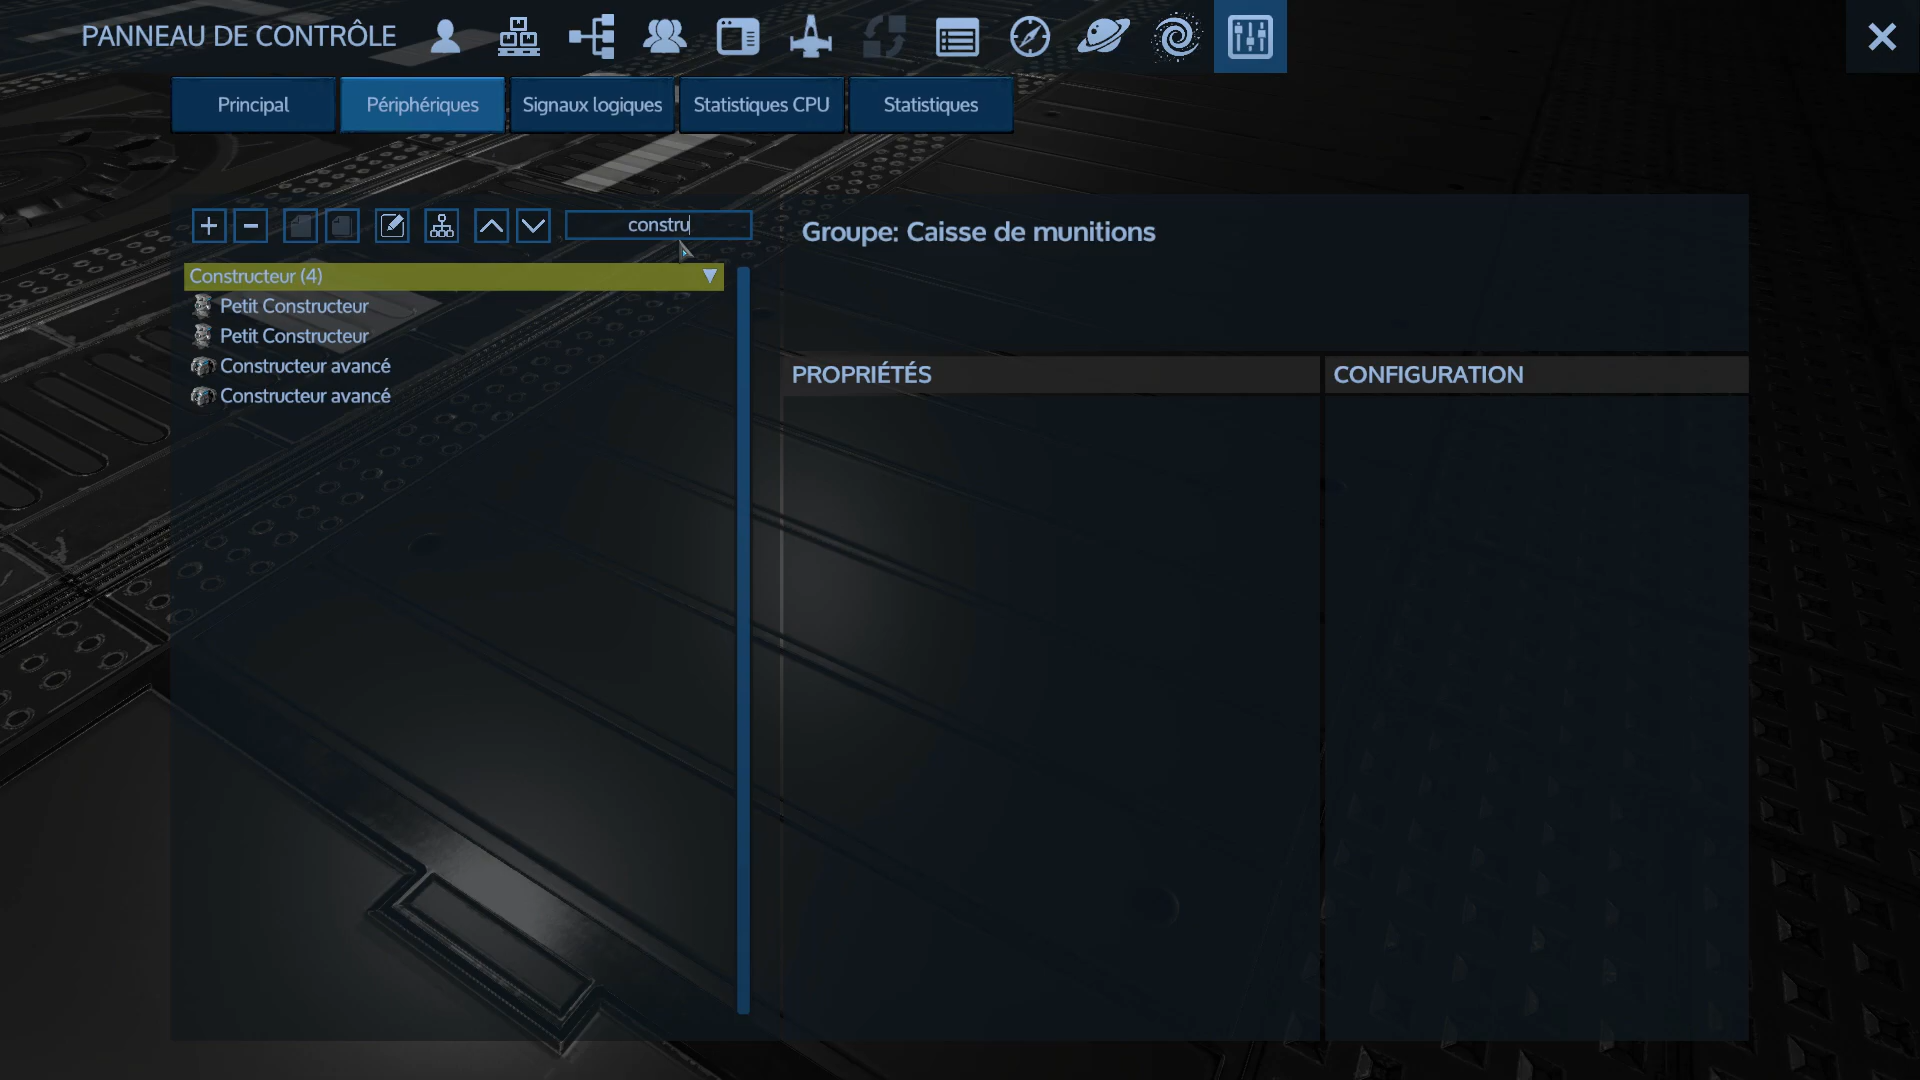 PANNEAU DE CONTRÔLE
Principal
Périphériques
Signaux logiques
Statistiques CPU
Statistiques
constru
Groupe: Caisse de munitions
Constructeur (4)
Petit Constructeur
Petit Constructeur
Constructeur avancé
Constructeur avancé
PROPRIÉTÉS
CONFIGURATION